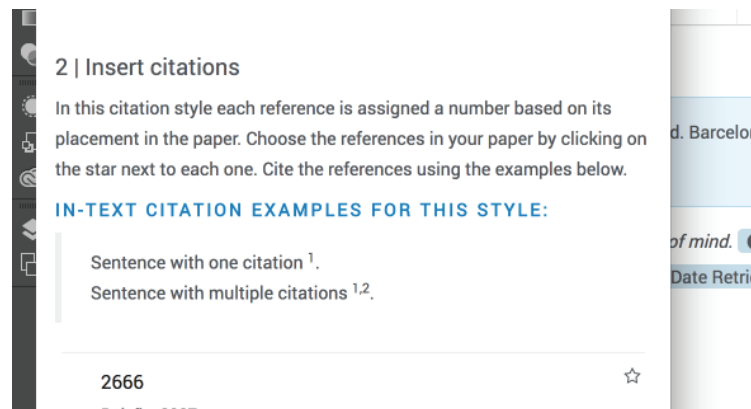 2 | Insert citations
In this citation style each reference is assigned a number based on its
placement in the paper. Choose the references in your paper by clicking on
the star next to each one. Cite the references using the examples below.
IN-TEXT CITATION EXAMPLES FOR THIS STYLE:
Sentence with one citation ¹.
Sentence with multiple citations ¹,².
2666
d. Barcelo
of mind.
Date Retri